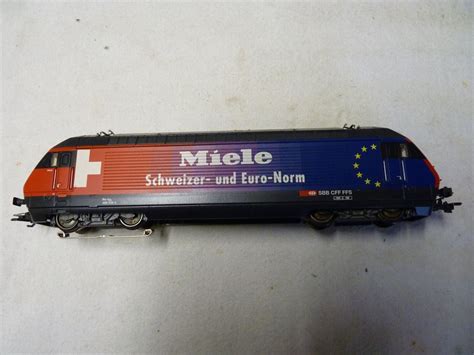 Miele
Schweizer- und Euro-Norm
SBB CFF FFS